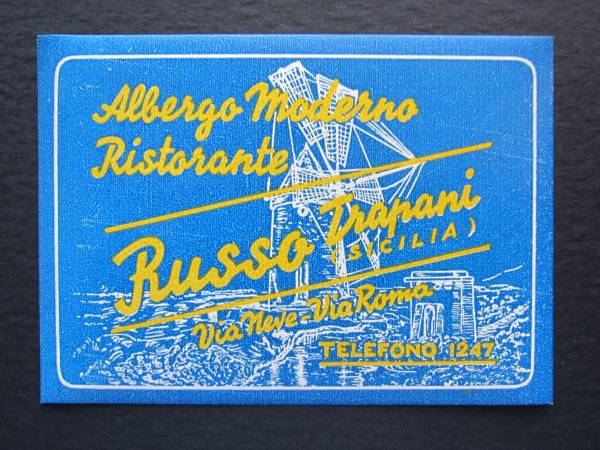 Albergo Moderno
Ristorante
Russo Trapani
(SICILIA)
Via Neve-Via Roma
TELEFONO 1247